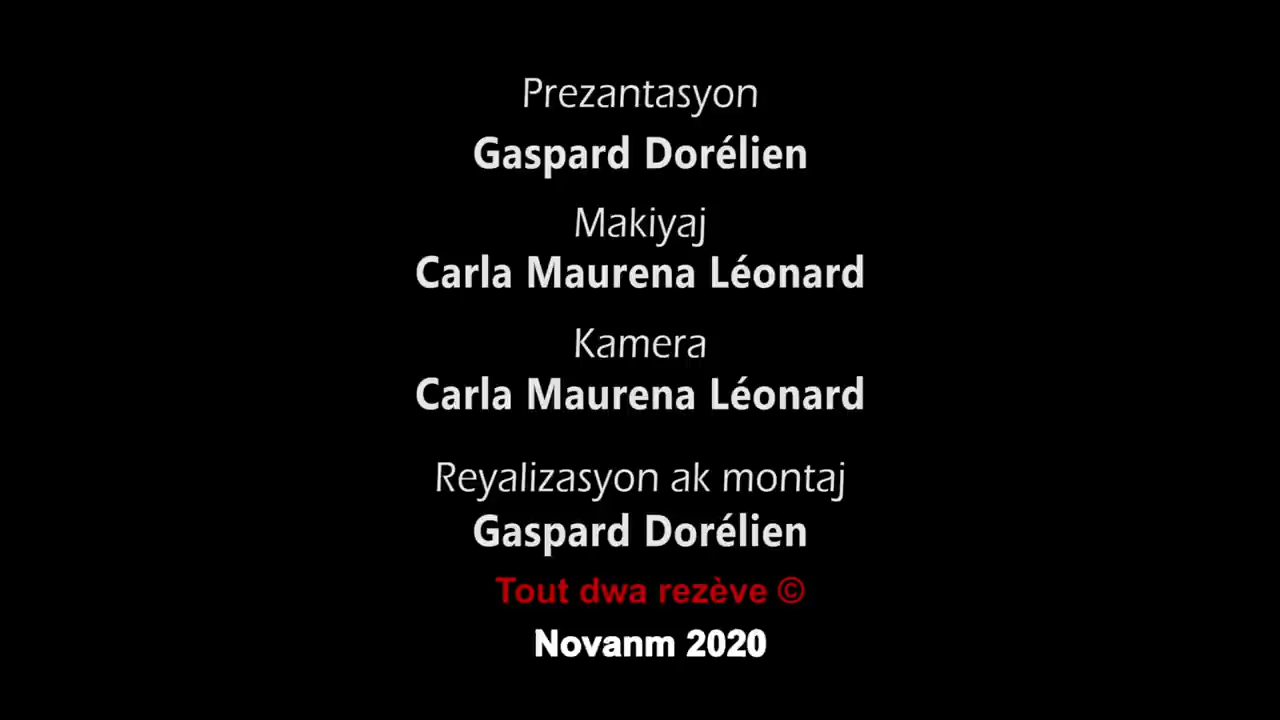 Prezantasyon
Gaspard Dorélien
Makiyaj
Carla Maurena Léonard
Kamera
Carla Maurena Léonard
Reyalizasyon ak montaj
Gaspard Dorélien
Tout dwa rezève ©
Novanm 2020